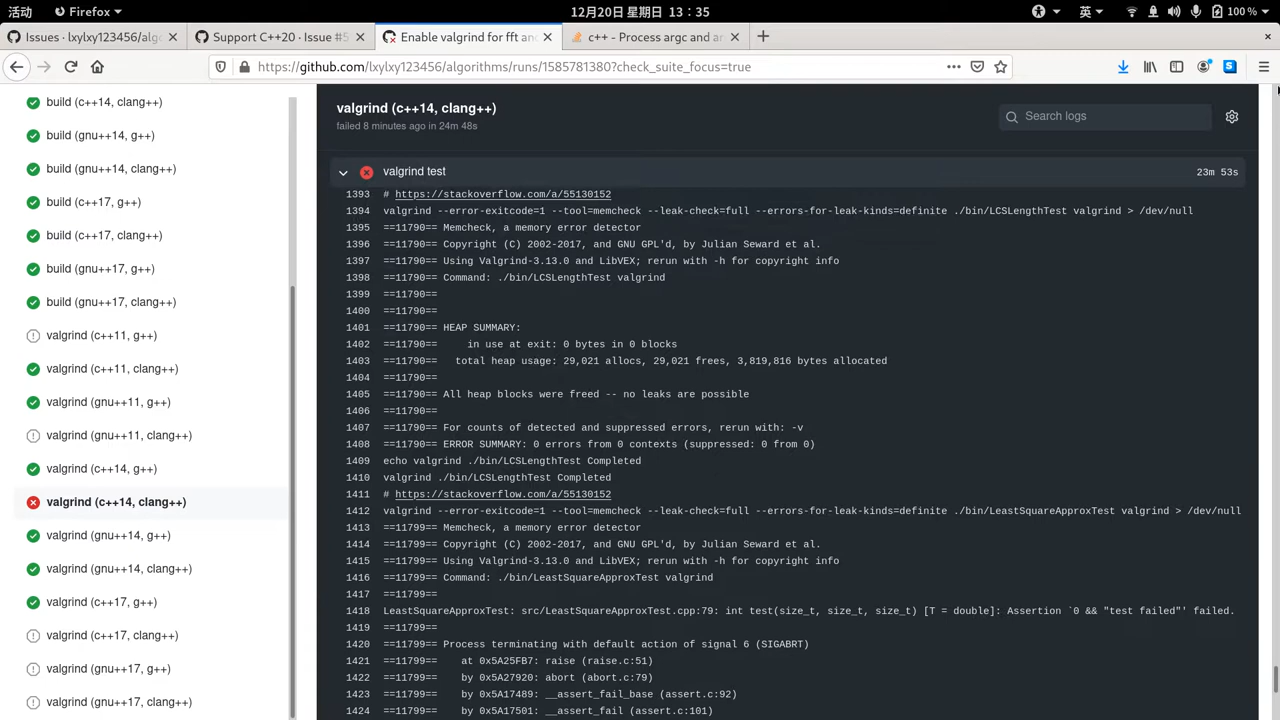 活动
Firefox
12月20日 星期日 13：35
英
100 %
Issues · lxylxy123456/algo
Support C++20 · Issue #5
Enable valgrind for fft and
c++ - Process argc and ar
https://github.com/lxylxy123456/algorithms/runs/1585781380?check_suite_focus=true
build (c++14, clang++)
build (gnu++14, g++)
build (gnu++14, clang++)
build (c++17, g++)
build (c++17, clang++)
build (gnu++17, g++)
build (gnu++17, clang++)
valgrind (c++11, g++)
valgrind (c++11, clang++)
valgrind (gnu++11, g++)
valgrind (gnu++11, clang++)
valgrind (c++14, g++)
valgrind (c++14, clang++)
valgrind (gnu++14, g++)
valgrind (gnu++14, clang++)
valgrind (c++17, g++)
valgrind (c++17, clang++)
valgrind (gnu++17, g++)
valgrind (gnu++17, clang++)
valgrind (c++14, clang++)
failed 8 minutes ago in 24m 48s
Search logs
valgrind test
23m 53s
1393 # https://stackoverflow.com/a/55130152
1394 valgrind --error-exitcode=1 --tool=memcheck --leak-check=full --errors-for-leak-kinds=definite ./bin/LCSLengthTest valgrind > /dev/null
1395 ==11790== Memcheck, a memory error detector
1396 ==11790== Copyright (C) 2002-2017, and GNU GPL'd, by Julian Seward et al.
1397 ==11790== Using Valgrind-3.13.0 and LibVEX; rerun with -h for copyright info
1398 ==11790== Command: ./bin/LCSLengthTest valgrind
1399 ==11790==
1400 ==11790==
1401 ==11790== HEAP SUMMARY:
1402 ==11790==     in use at exit: 0 bytes in 0 blocks
1403 ==11790==   total heap usage: 29,021 allocs, 29,021 frees, 3,819,816 bytes allocated
1404 ==11790==
1405 ==11790== All heap blocks were freed -- no leaks are possible
1406 ==11790==
1407 ==11790== For counts of detected and suppressed errors, rerun with: -v
1408 ==11790== ERROR SUMMARY: 0 errors from 0 contexts (suppressed: 0 from 0)
1409 echo valgrind ./bin/LCSLengthTest Completed
1410 valgrind ./bin/LCSLengthTest Completed
1411 # https://stackoverflow.com/a/55130152
1412 valgrind --error-exitcode=1 --tool=memcheck --leak-check=full --errors-for-leak-kinds=definite ./bin/LeastSquareApproxTest valgrind > /dev/null
1413 ==11799== Memcheck, a memory error detector
1414 ==11799== Copyright (C) 2002-2017, and GNU GPL'd, by Julian Seward et al.
1415 ==11799== Using Valgrind-3.13.0 and LibVEX; rerun with -h for copyright info
1416 ==11799== Command: ./bin/LeastSquareApproxTest valgrind
1417 ==11799==
1418 LeastSquareApproxTest: src/LeastSquareApproxTest.cpp:79: int test(size_t, size_t, size_t) [T = double]: Assertion `0 && "test failed"' failed.
1419 ==11799==
1420 ==11799== Process terminating with default action of signal 6 (SIGABRT)
1421 ==11799==    at 0x5A25FB7: raise (raise.c:51)
1422 ==11799==    by 0x5A27920: abort (abort.c:79)
1423 ==11799==    by 0x5A17489: __assert_fail_base (assert.c:92)
1424 ==11799==    by 0x5A17501: __assert_fail (assert.c:101)